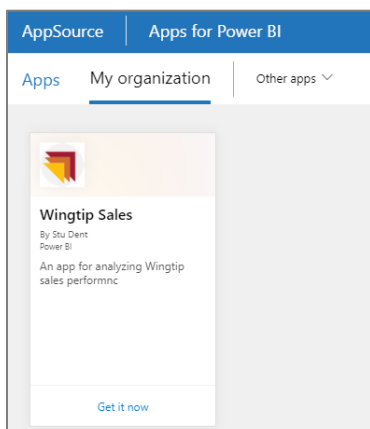 AppSource Apps for Power BI
Apps My organization Other apps
Wingtip Sales
By Stu Dent
Power BI
An app for analyzing Wingtip
sales performnc
Get it now